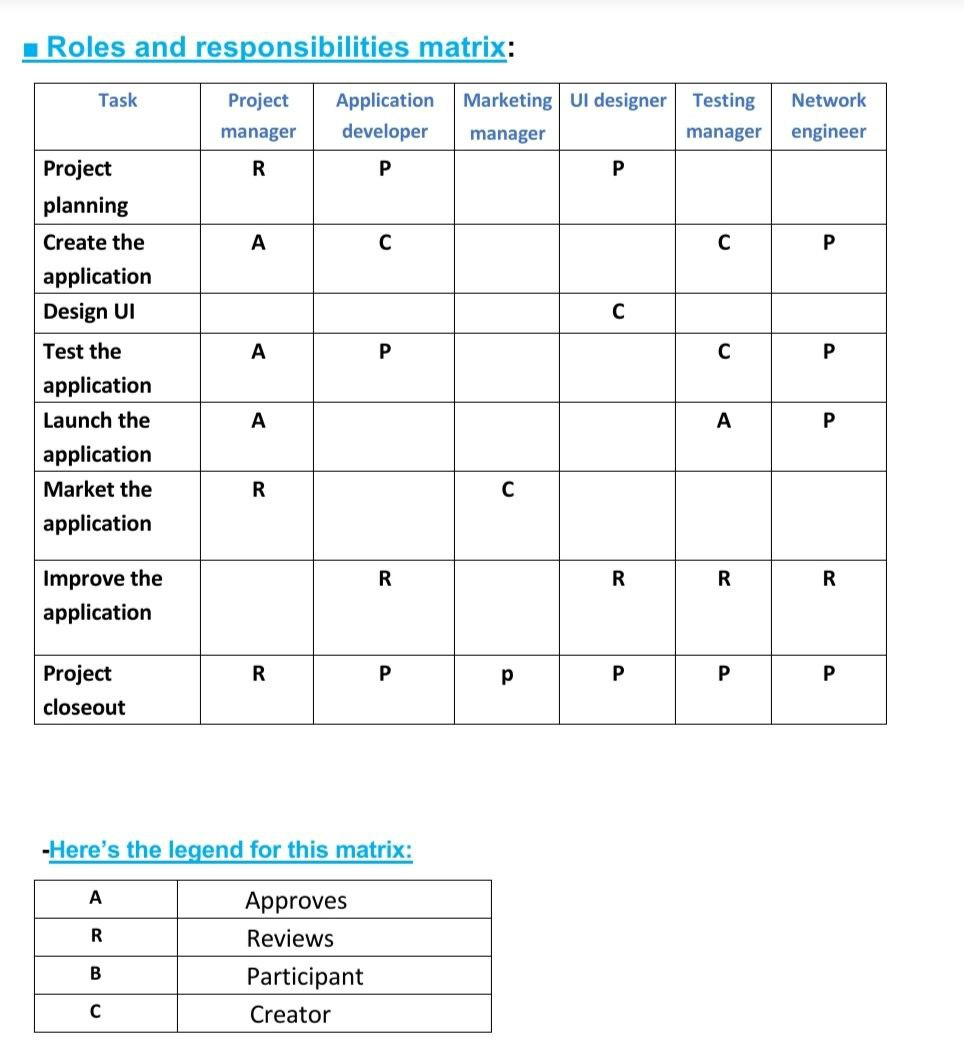 ■ Roles and responsibilities matrix:
Task Project Application Marketing UI designer Testing Network
manager developer manager manager engineer
Project R P P
planning
Create the A C C P
application
Design UI C
Test the A P C P
application
Launch the A A P
application
Market the R C
application
Improve the R R R R
application
Project R P p P P P
closeout
-Here’s the legend for this matrix:
A Approves
R Reviews
B Participant
C Creator